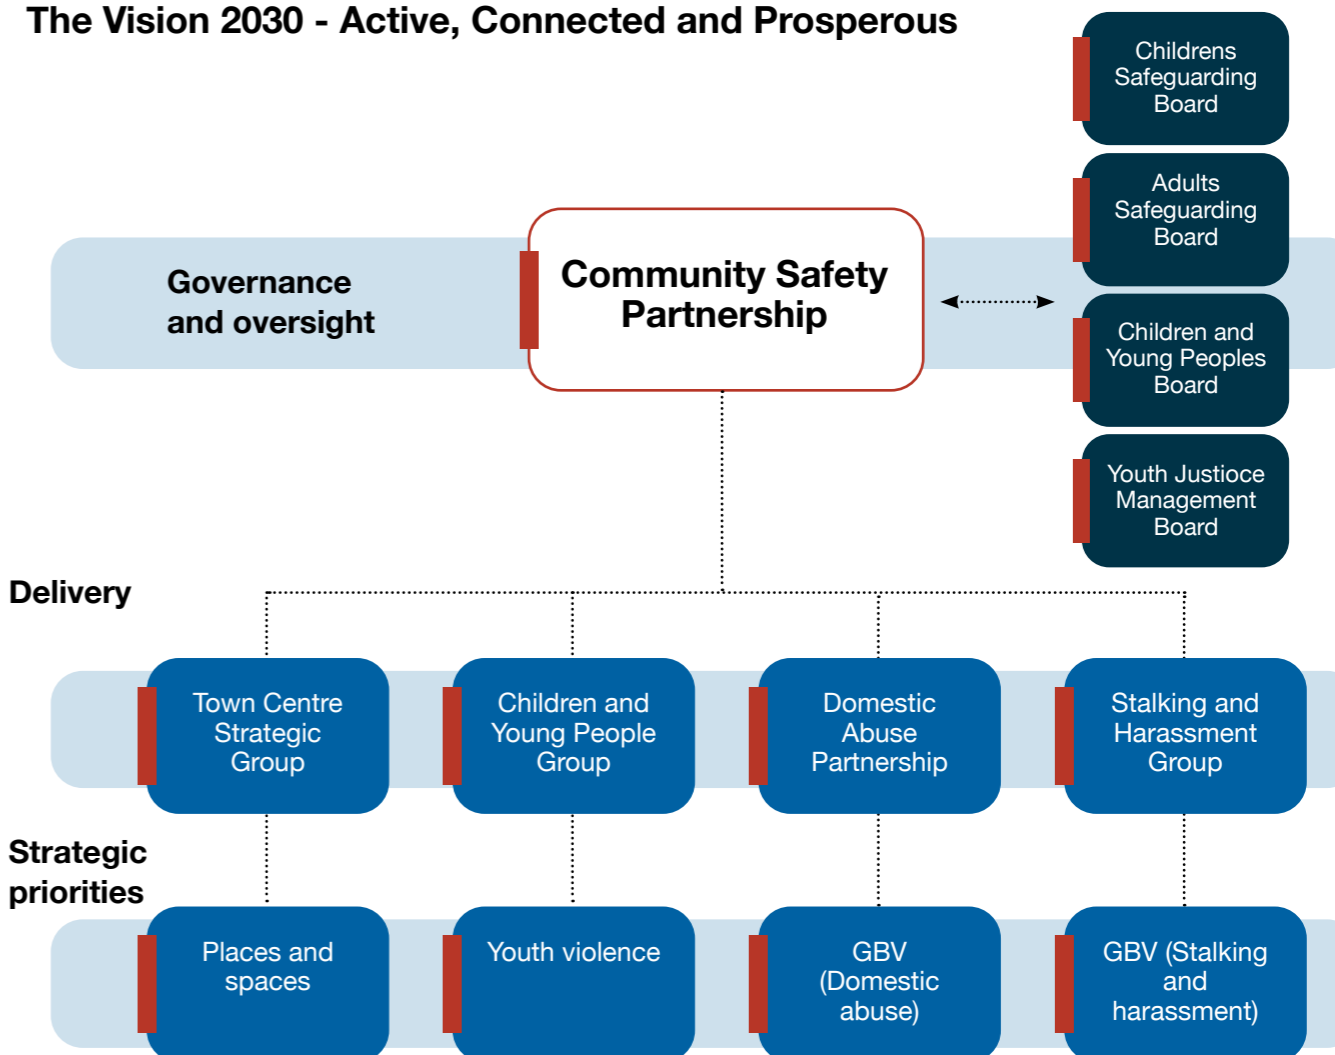 The Vision 2030 - Active, Connected and Prosperous
Childrens
Safeguarding
Board
Adults
Safeguarding
Board
Governance
and oversight
Community Safety
Partnership
Children and
Young Peoples
Board
Youth Justioce
Management
Board
Delivery
Town Centre
Strategic
Group
Children and
Young People
Group
Domestic
Abuse
Partnership
Stalking and
Harassment
Group
Strategic
priorities
Places and
spaces
Youth violence
GBV
(Domestic
abuse)
GBV (Stalking
and
harassment)